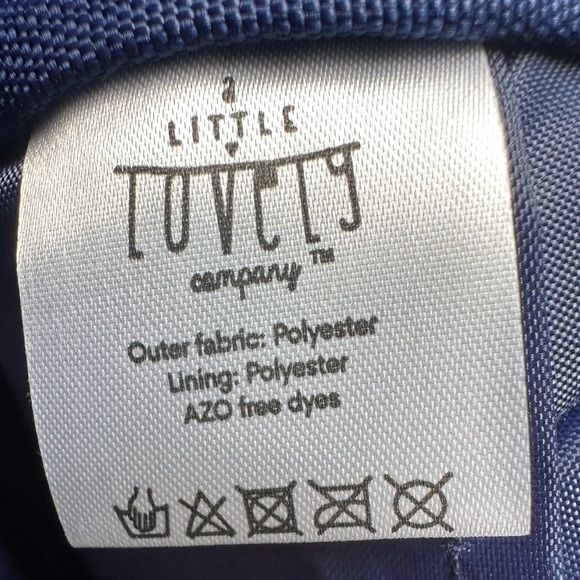 a
LITTLE
LOVELY
company™
Outer fabric: Polyester
Lining: Polyester
AZO free dyes